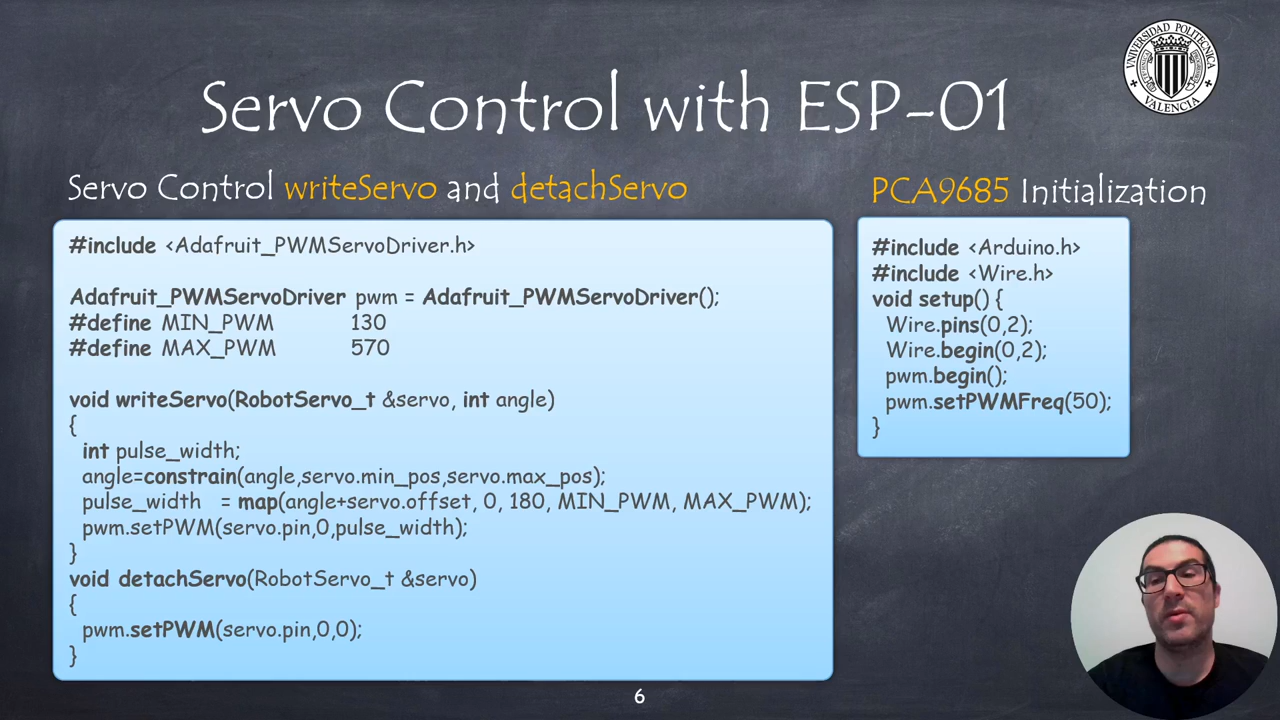 UNIVERSIDAD POLITECNICA
VALENCIA
Servo Control with ESP-01
Servo Control writeServo and detachServo
#include <Adafruit_PWMServoDriver.h>
Adafruit_PWMServoDriver pwm = Adafruit_PWMServoDriver();
#define MIN_PWM 130
#define MAX_PWM 570
void writeServo(RobotServo_t &servo, int angle)
{
int pulse_width;
angle=constrain(angle,servo.min_pos,servo.max_pos);
pulse_width = map(angle+servo.offset, 0, 180, MIN_PWM, MAX_PWM);
pwm.setPWM(servo.pin,0,pulse_width);
}
void detachServo(RobotServo_t &servo)
{
pwm.setPWM(servo.pin,0,0);
}
PCA9685 Initialization
#include <Arduino.h>
#include <Wire.h>
void setup() {
Wire.pins(0,2);
Wire.begin(0,2);
pwm.begin();
pwm.setPWMFreq(50);
}
6